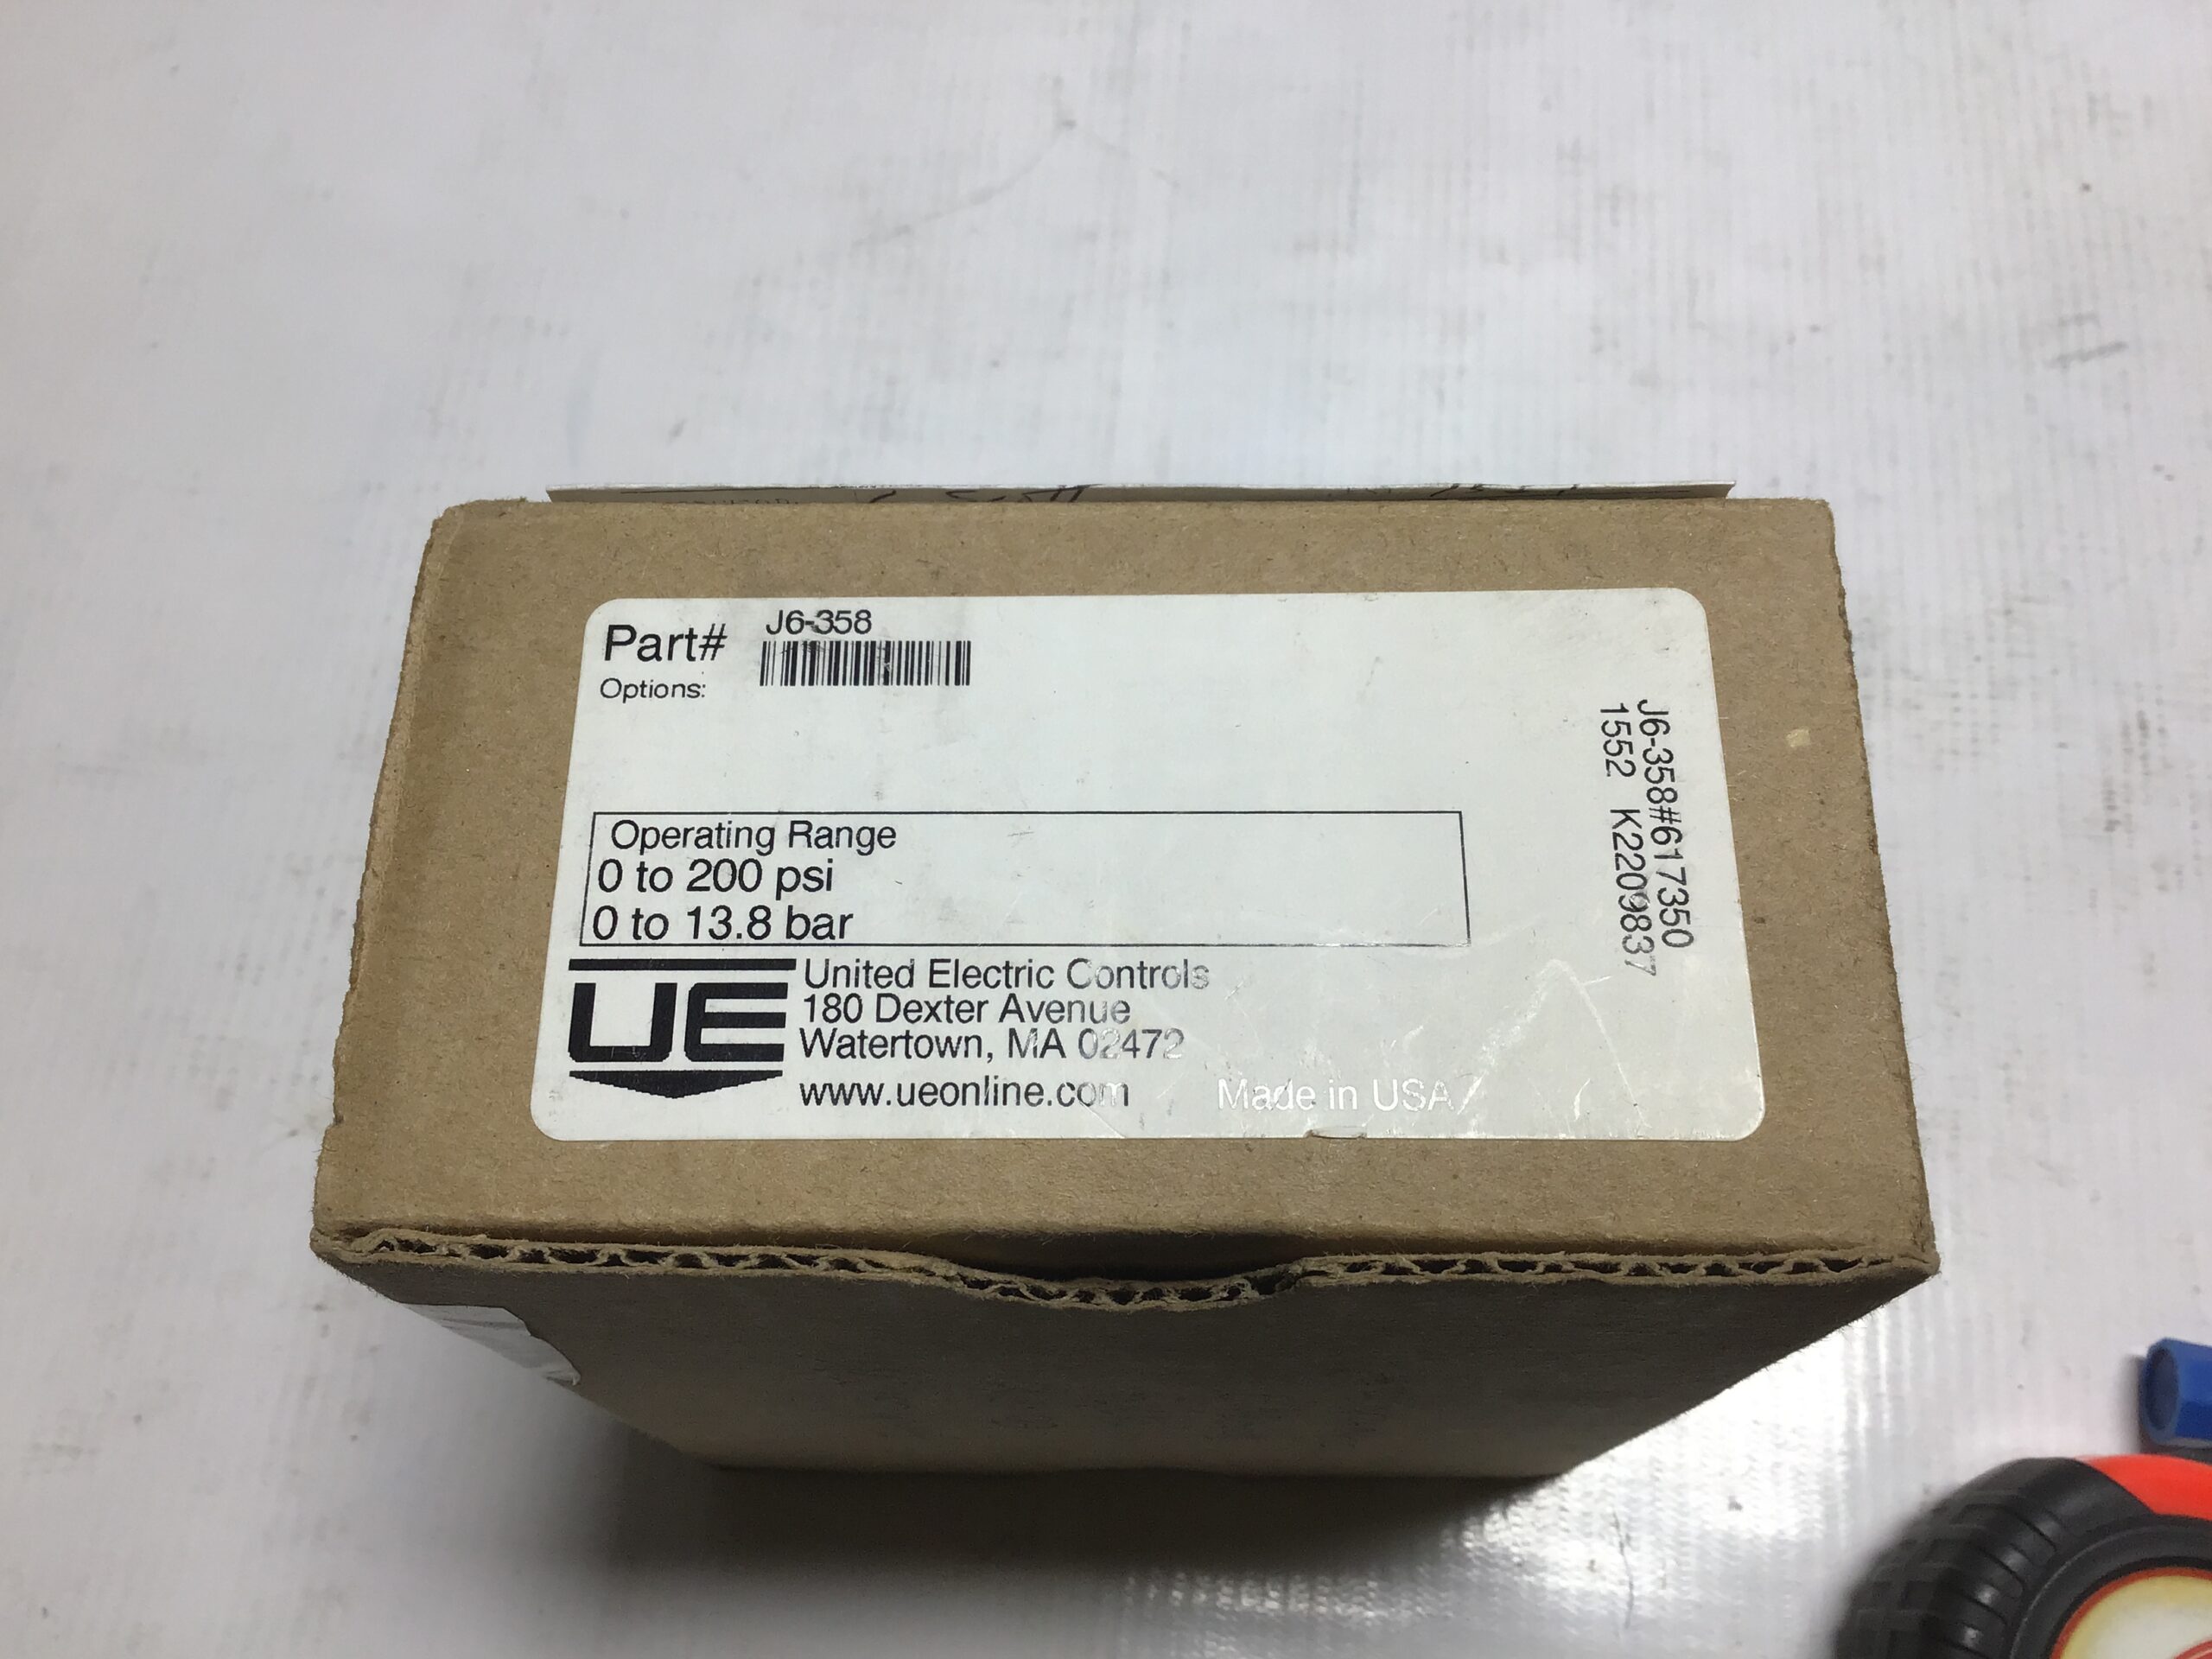 Part# J6-358
Options:
Operating Range
0 to 200 psi
0 to 13.8 bar
UE
United Electric Controls
180 Dexter Avenue
Watertown, MA 02472
www.ueonline.com
Made in USA
J6-358#617350
1552 K2209837